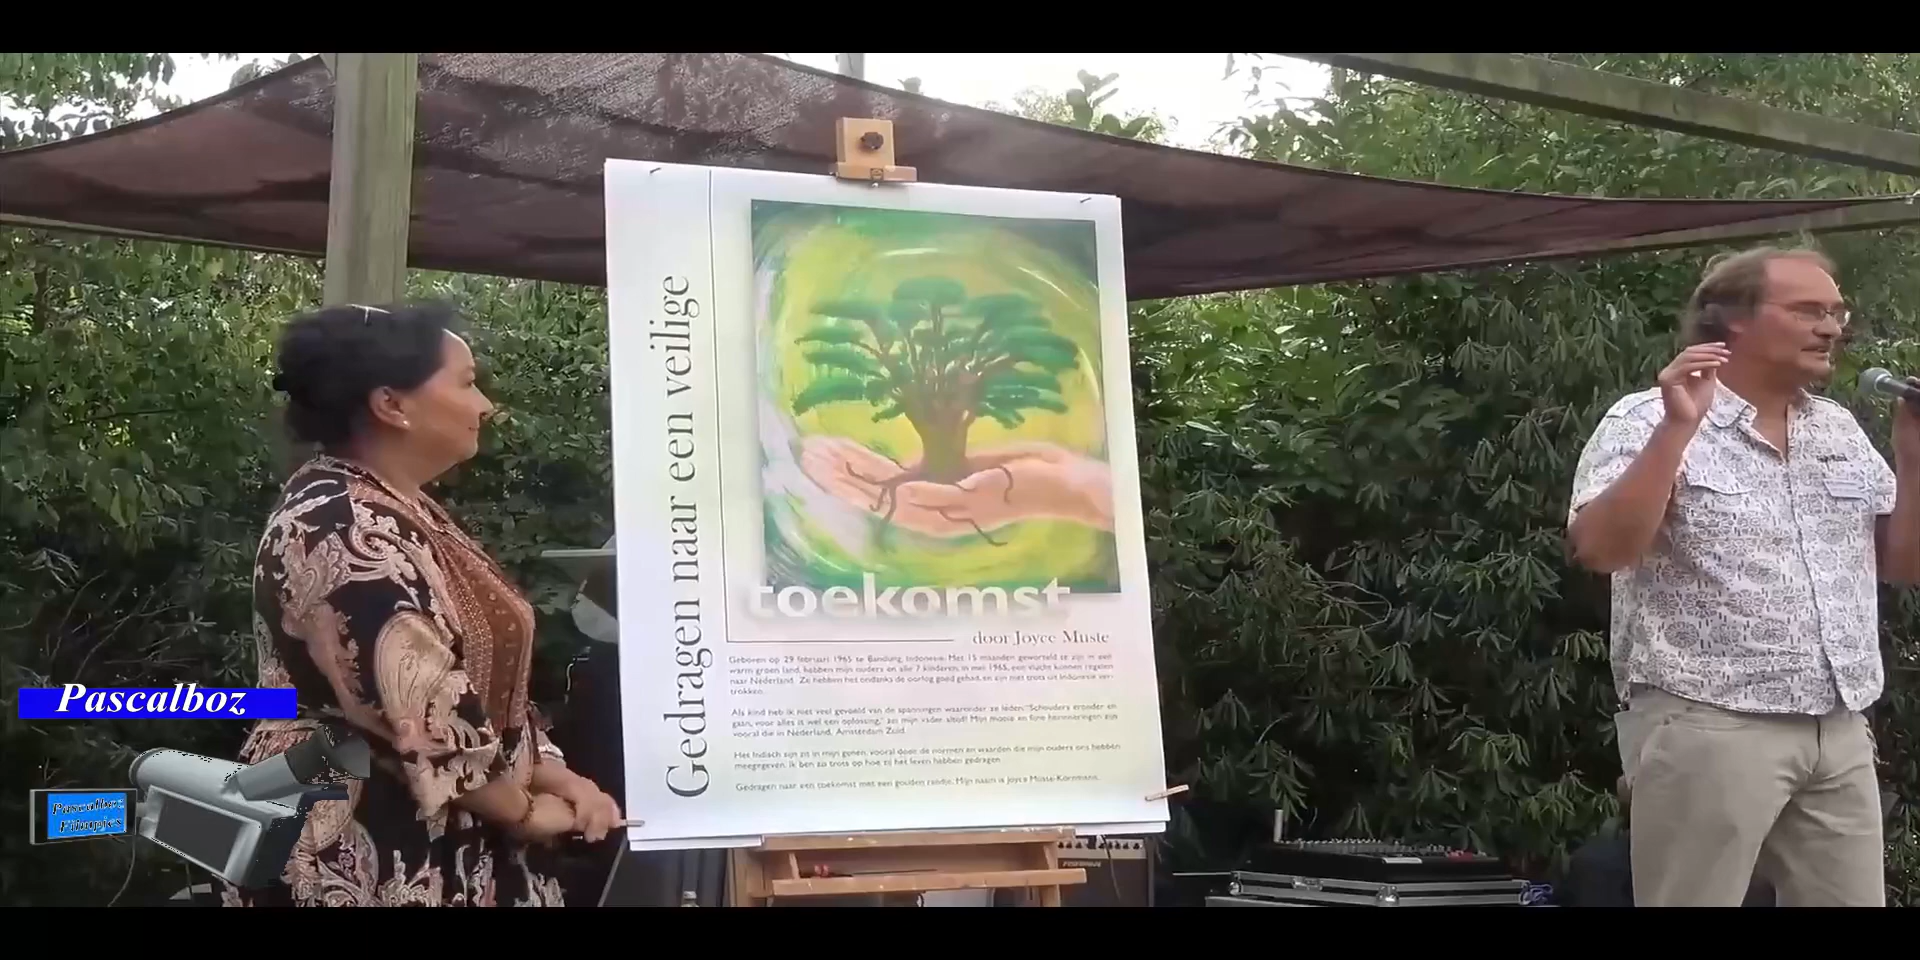 Gedragen naar een veilige
toekomst
door Joyce Muste
Geboren op 29 februari 1965 te Bandung, Indonesie. Met 15 maanden geworteld te zijn in een
warm groen land, hebben mijn ouders en alle 7 kinderen, in mei 1965, een vlucht kunnen regelen
naar Nederland. Ze hebben het ondanks de oorlog goed gehad, en zijn met trots uit Indonesie ver-
trokken.
Als kind heb ik niet veel gevoeld van de spanningen waaronder ze leden. "Schouders eronder en
gaan, voor alles is wel een oplossing," zei mijn vader altijd! Mijn mooie en fijne herinneringen zijn
vooral die in Nederland, Amsterdam Zuid.
Het Indisch zijn zit in mijn genen, vooral door de normen en waarden die mijn ouders ons hebben
meegegeven. Ik ben zo trots op hoe zij het leven hebben gedragen.
Gedragen naar een toekomst met een gouden randje. Mijn naam is Joyce Muste-Kornmans.
Pascalboz
Pascalboz
Filmpjes